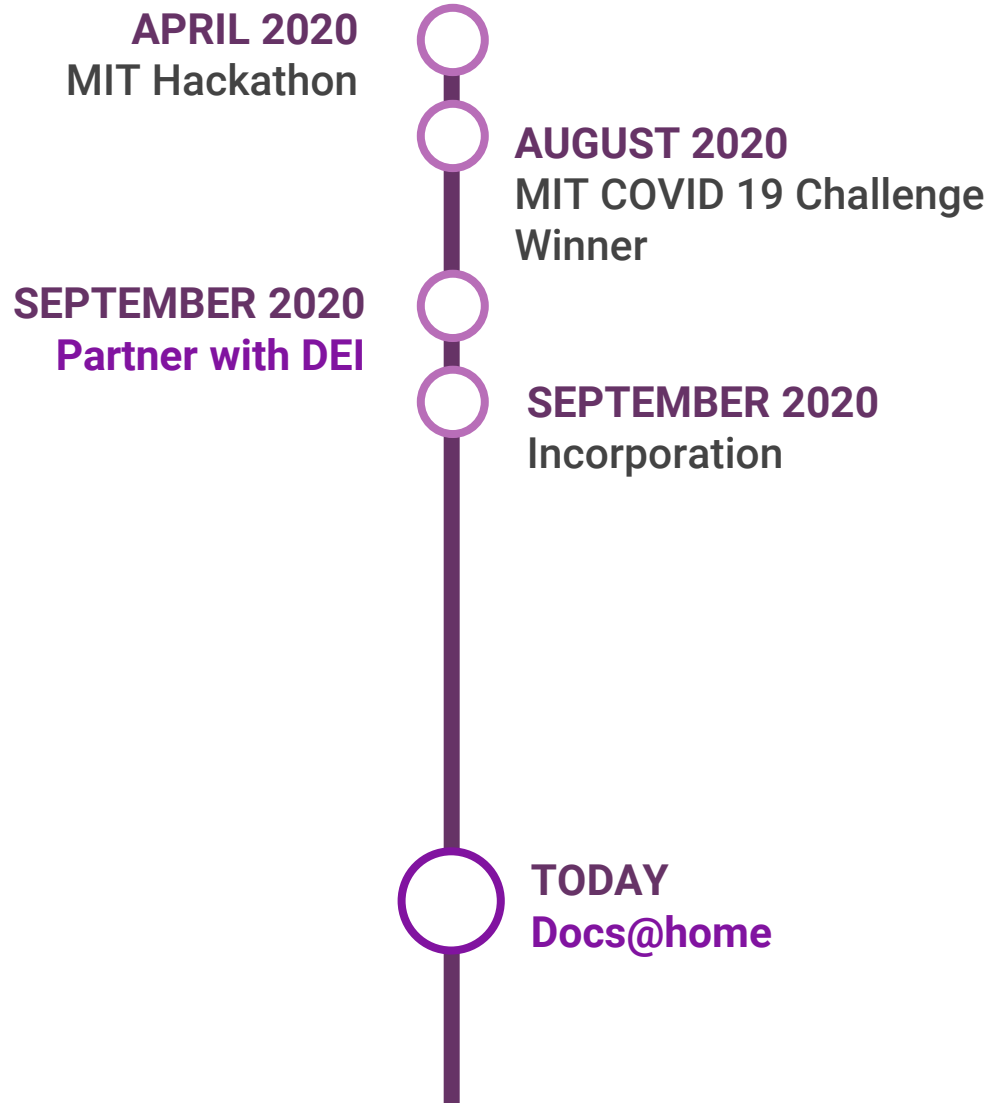 APRIL 2020
MIT Hackathon
AUGUST 2020
MIT COVID 19 Challenge
Winner
SEPTEMBER 2020
Partner with DEI
SEPTEMBER 2020
Incorporation
TODAY
Docs@home